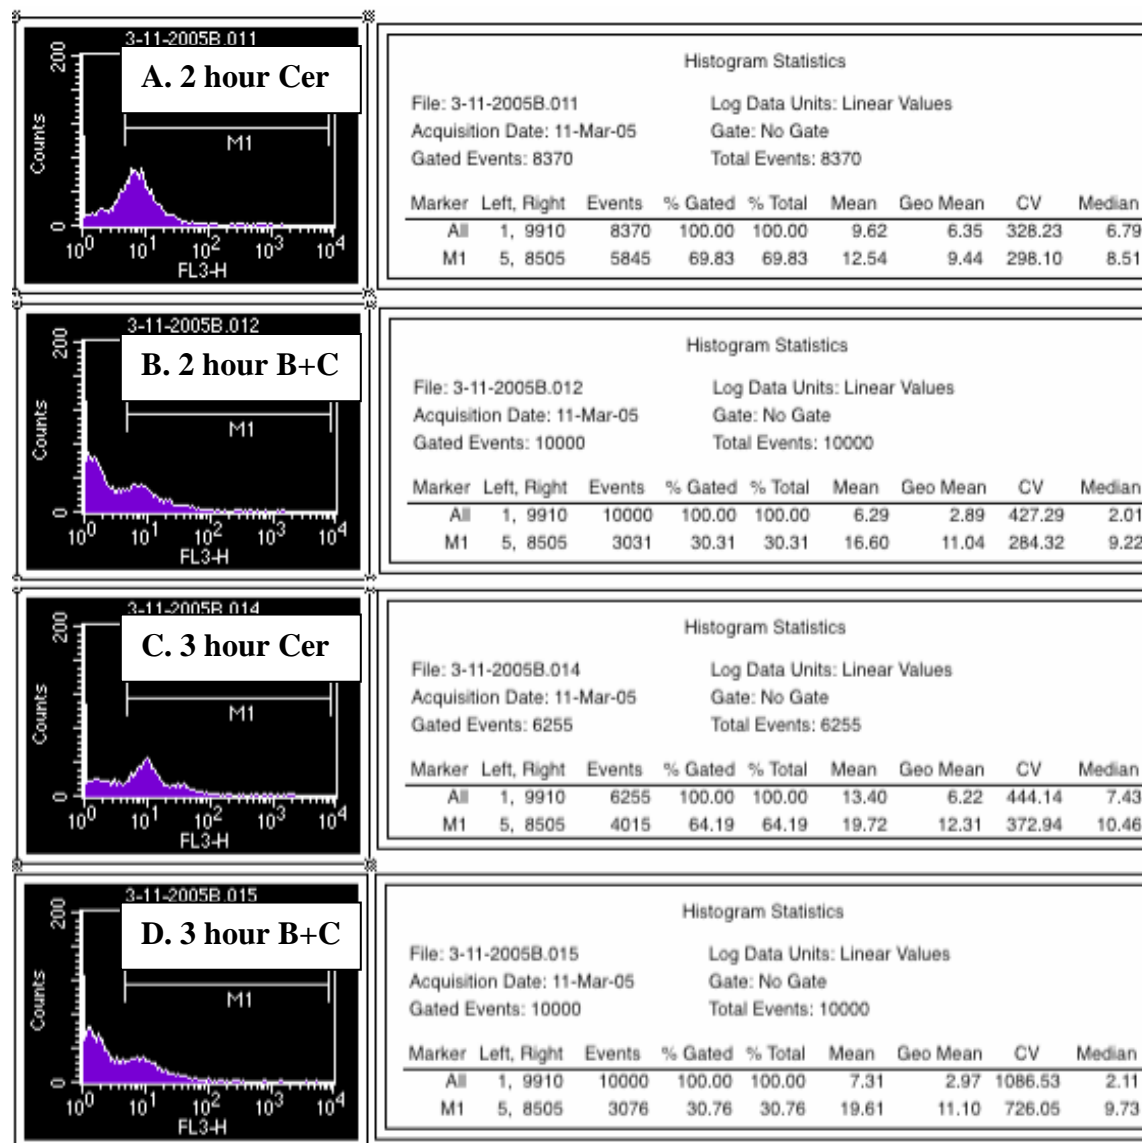 3-11-2005B.011
A. 2 hour Cer
200
Counts
0
M1
10^0 10^1 10^2 10^3 10^4
FL3-H
Histogram Statistics
File: 3-11-2005B.011 Log Data Units: Linear Values
Acquisition Date: 11-Mar-05 Gate: No Gate
Gated Events: 8370 Total Events: 8370
Marker Left, Right Events % Gated % Total Mean Geo Mean CV Median
All 1, 9910 8370 100.00 100.00 9.62 6.35 328.23 6.79
M1 5, 8505 5845 69.83 69.83 12.54 9.44 298.10 8.51
3-11-2005B.012
B. 2 hour B+C
200
Counts
0
M1
10^0 10^1 10^2 10^3 10^4
FL3-H
Histogram Statistics
File: 3-11-2005B.012 Log Data Units: Linear Values
Acquisition Date: 11-Mar-05 Gate: No Gate
Gated Events: 10000 Total Events: 10000
Marker Left, Right Events % Gated % Total Mean Geo Mean CV Median
All 1, 9910 10000 100.00 100.00 6.29 2.89 427.29 2.01
M1 5, 8505 3031 30.31 30.31 16.60 11.04 284.32 9.22
3-11-2005B.014
C. 3 hour Cer
200
Counts
0
M1
10^0 10^1 10^2 10^3 10^4
FL3-H
Histogram Statistics
File: 3-11-2005B.014 Log Data Units: Linear Values
Acquisition Date: 11-Mar-05 Gate: No Gate
Gated Events: 6255 Total Events: 6255
Marker Left, Right Events % Gated % Total Mean Geo Mean CV Median
All 1, 9910 6255 100.00 100.00 13.40 6.22 444.14 7.43
M1 5, 8505 4015 64.19 64.19 19.72 12.31 372.94 10.46
3-11-2005B.015
D. 3 hour B+C
200
Counts
0
M1
10^0 10^1 10^2 10^3 10^4
FL3-H
Histogram Statistics
File: 3-11-2005B.015 Log Data Units: Linear Values
Acquisition Date: 11-Mar-05 Gate: No Gate
Gated Events: 10000 Total Events: 10000
Marker Left, Right Events % Gated % Total Mean Geo Mean CV Median
All 1, 9910 10000 100.00 100.00 7.31 2.97 1086.53 2.11
M1 5, 8505 3076 30.76 30.76 19.61 11.10 726.05 9.73